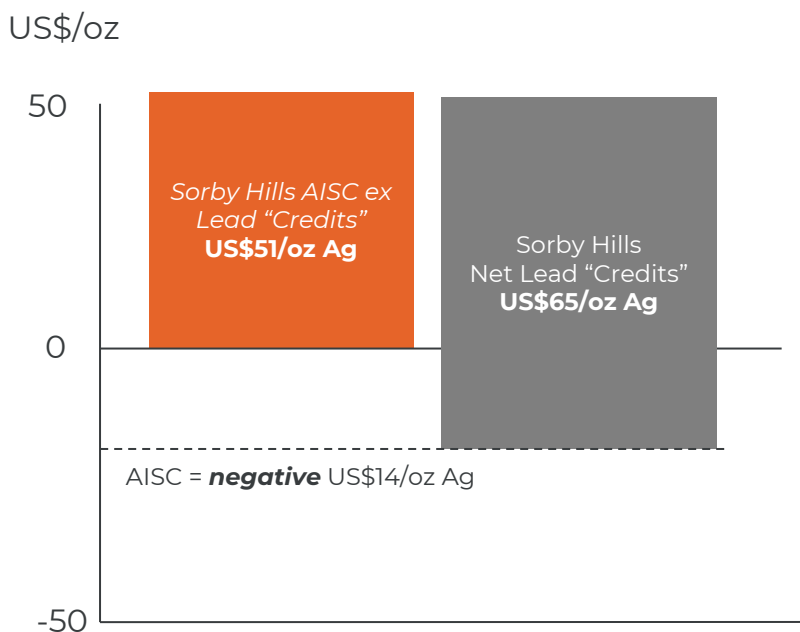 US$/oz
50
Sorby Hills AISC ex
Lead “Credits”
US$51/oz Ag
Sorby Hills
Net Lead “Credits”
US$65/oz Ag
0
AISC = negative US$14/oz Ag
-50